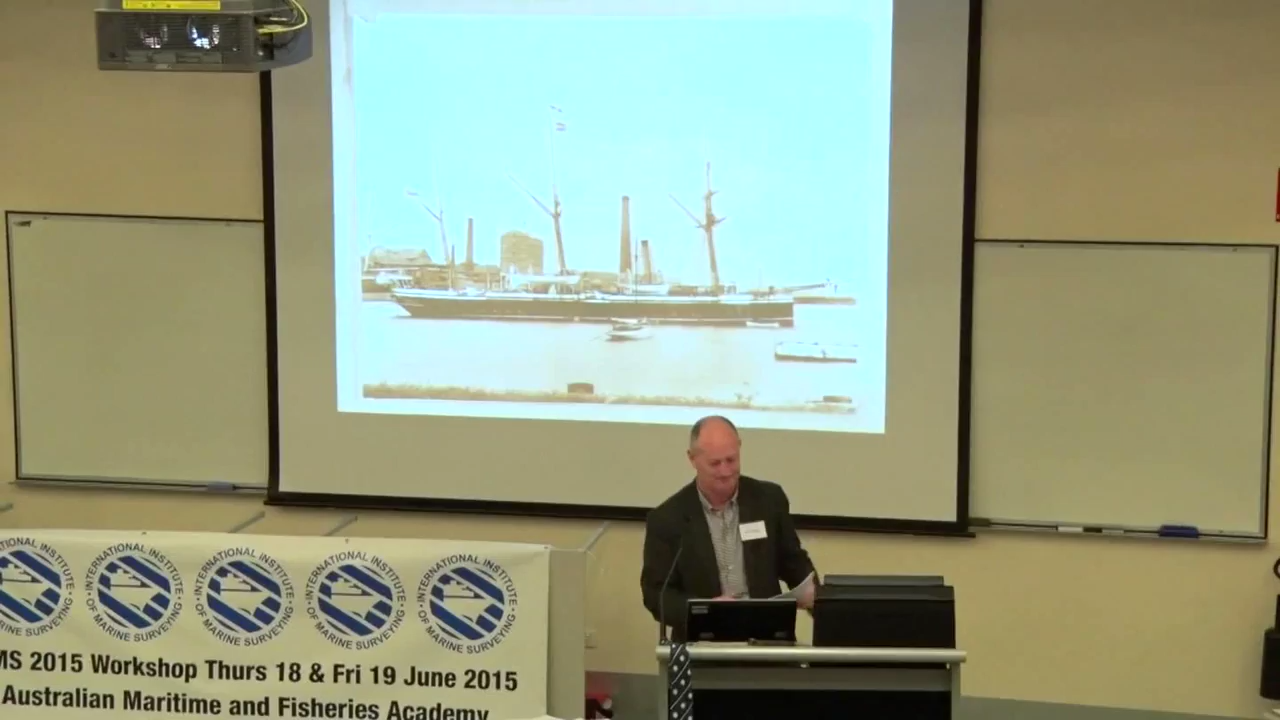 INTERNATIONAL INSTITUTE OF MARINE SURVEYING
INTERNATIONAL INSTITUTE OF MARINE SURVEYING
INTERNATIONAL INSTITUTE OF MARINE SURVEYING
INTERNATIONAL INSTITUTE OF MARINE SURVEYING
INTERNATIONAL INSTITUTE OF MARINE SURVEYING
MS 2015 Workshop Thurs 18 & Fri 19 June 2015
Australian Maritime and Fisheries Academy